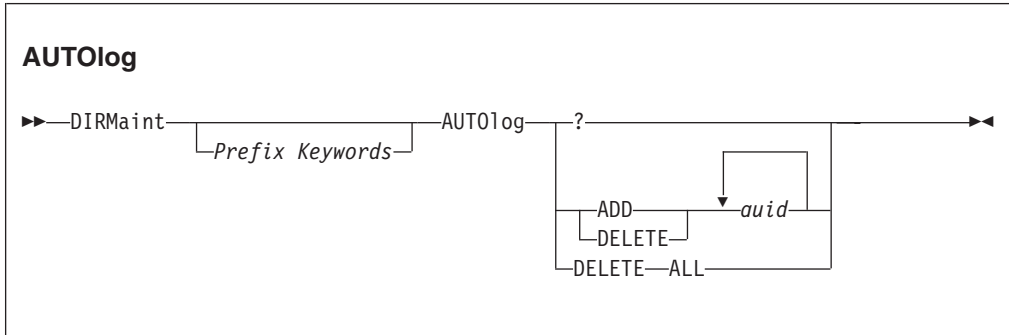 AUTOlog
DIRMaint AUTOlog ?
Prefix Keywords
ADD auid
DELETE
DELETE ALL